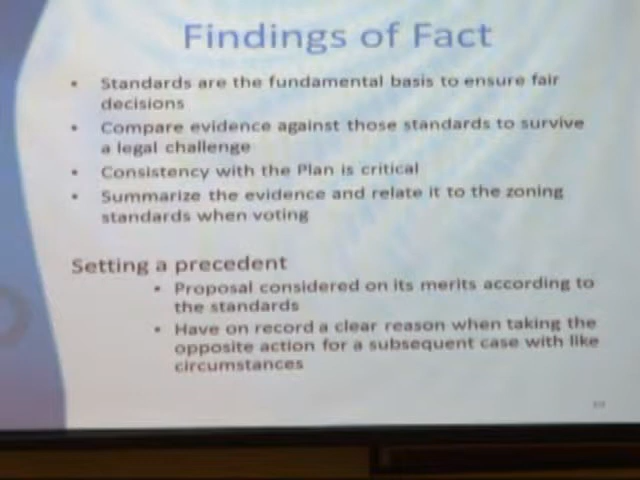 Findings of Fact
• Standards are the fundamental basis to ensure fair
decisions
• Compare evidence against those standards to survive
a legal challenge
• Consistency with the Plan is critical
• Summarize the evidence and relate it to the zoning
standards when voting
Setting a precedent
• Proposal considered on its merits according to
the standards
• Have on record a clear reason when taking the
opposite action for a subsequent case with like
circumstances